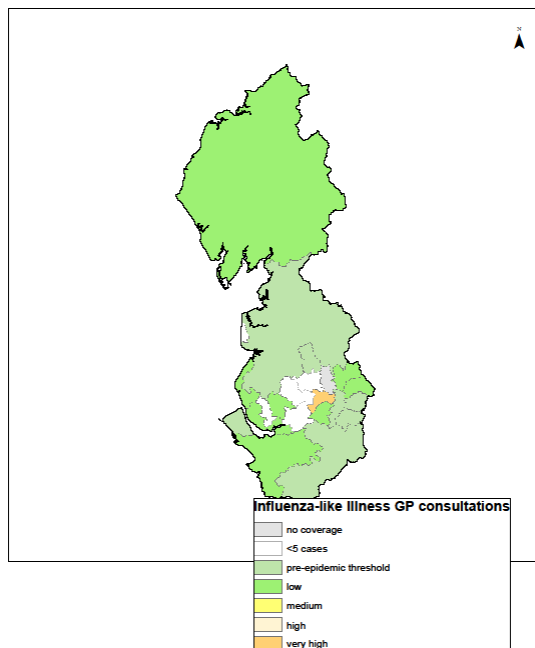 N
Influenza-like Illness GP consultations
no coverage
<5 cases
pre-epidemic threshold
low
medium
high
very high